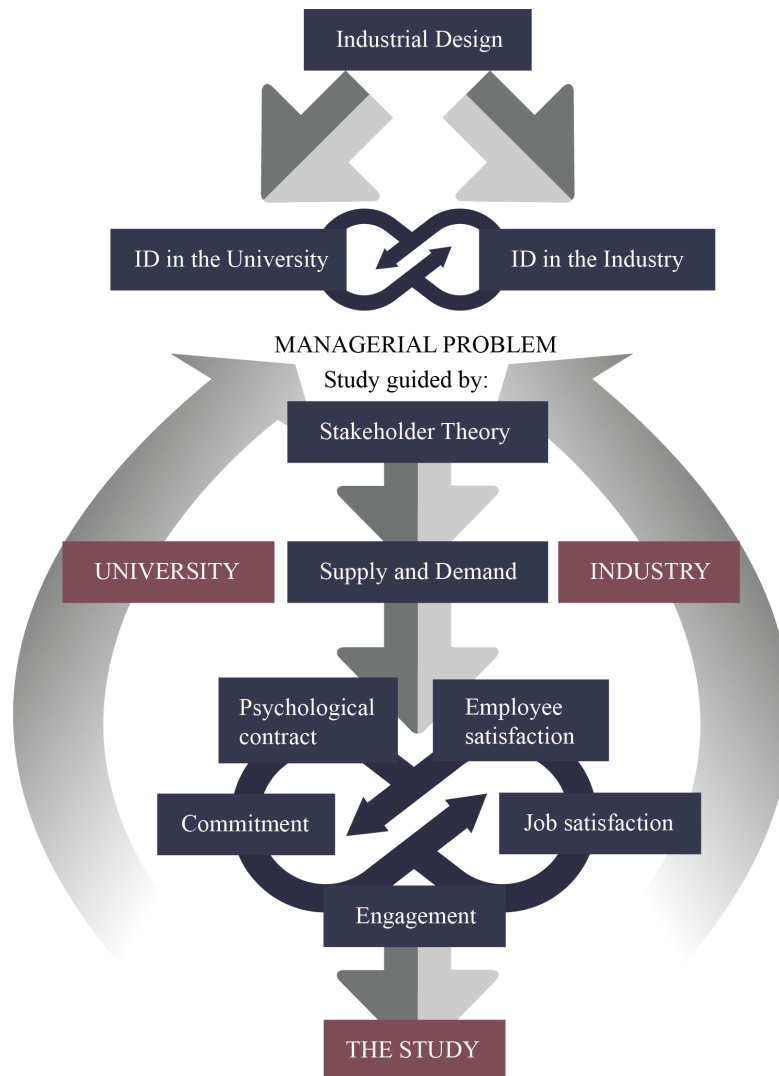 Industrial Design
ID in the University
ID in the Industry
MANAGERIAL PROBLEM
Study guided by:
Stakeholder Theory
UNIVERSITY
Supply and Demand
INDUSTRY
Psychological
contract
Employee
satisfaction
Commitment
Job satisfaction
Engagement
THE STUDY